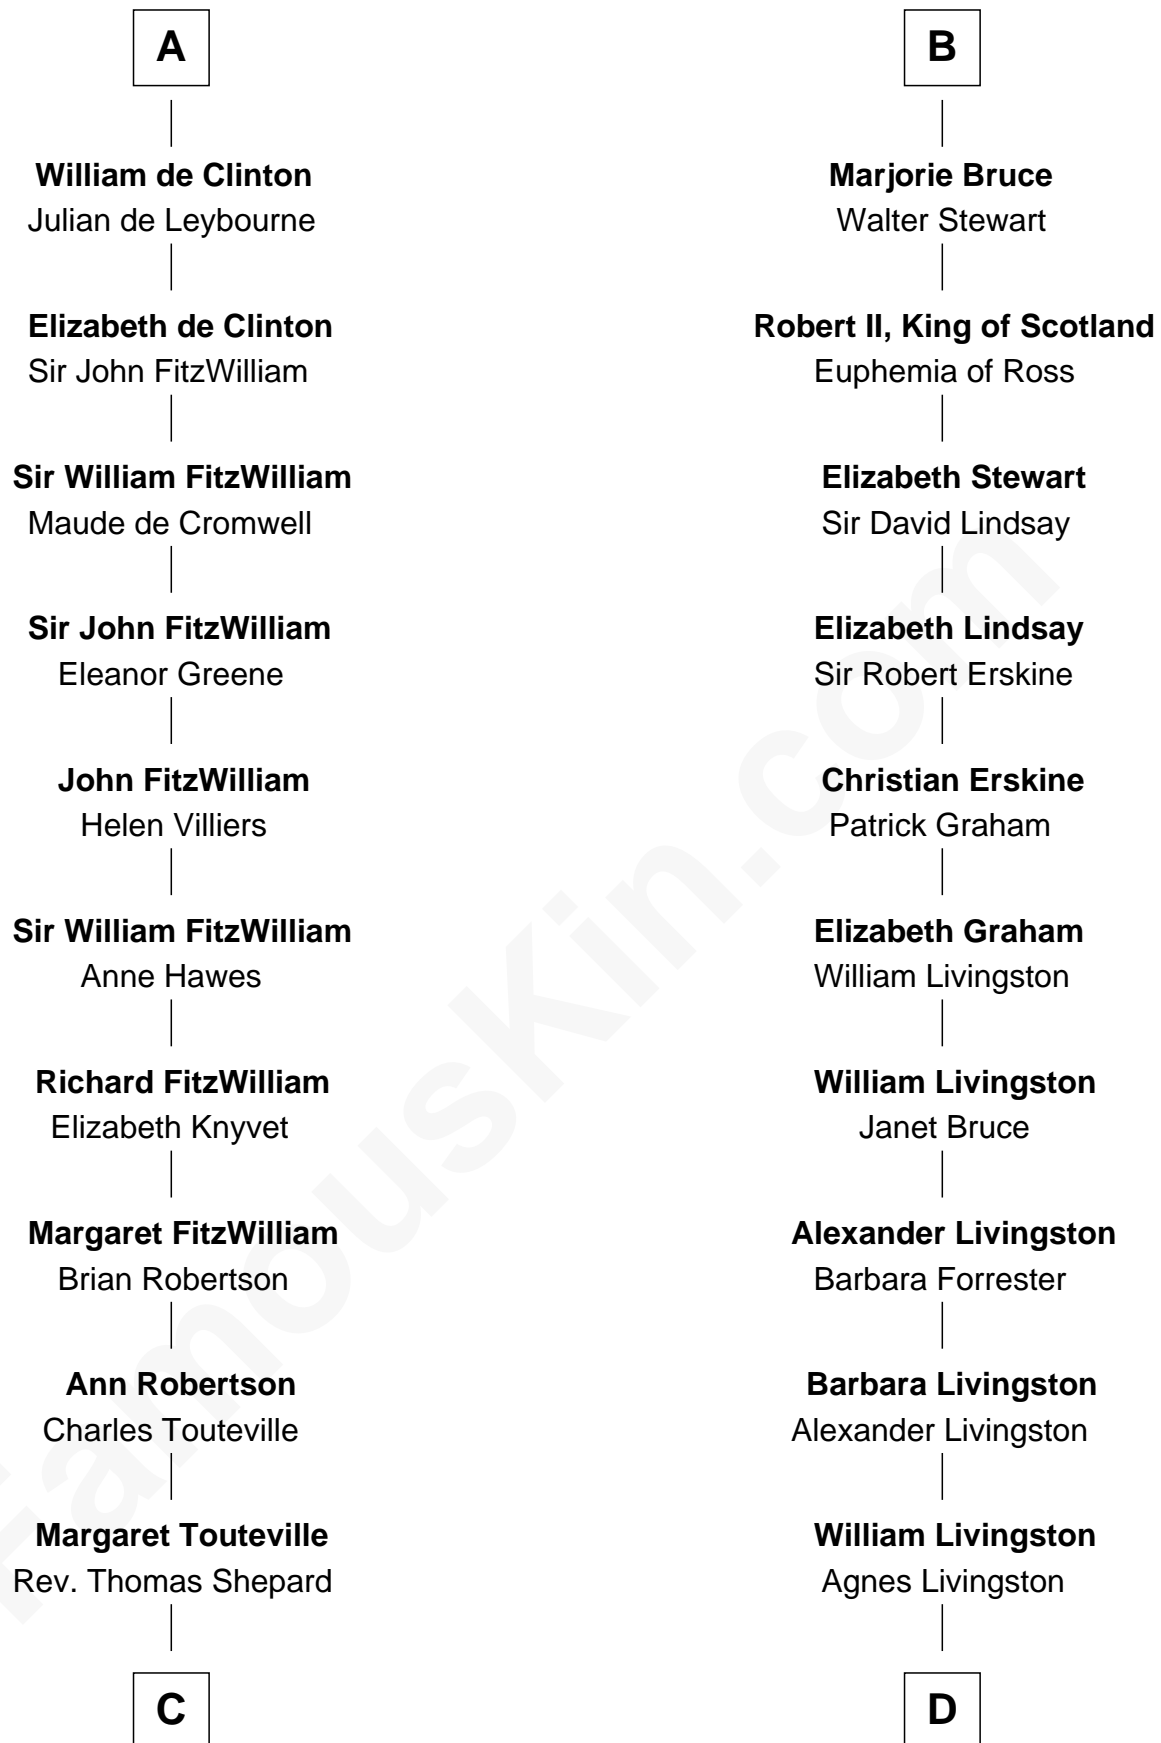 A
William de Clinton
Julian de Leybourne
Elizabeth de Clinton
Sir John FitzWilliam
Sir William FitzWilliam
Maude de Cromwell
Sir John FitzWilliam
Eleanor Greene
John FitzWilliam
Helen Villiers
Sir William FitzWilliam
Anne Hawes
Richard FitzWilliam
Elizabeth Knyvet
Margaret FitzWilliam
Brian Robertson
Ann Robertson
Charles Touteville
Margaret Touteville
Rev. Thomas Shepard
C
B
Marjorie Bruce
Walter Stewart
Robert II, King of Scotland
Euphemia of Ross
Elizabeth Stewart
Sir David Lindsay
Elizabeth Lindsay
Sir Robert Erskine
Christian Erskine
Patrick Graham
Elizabeth Graham
William Livingston
William Livingston
Janet Bruce
Alexander Livingston
Barbara Forrester
Barbara Livingston
Alexander Livingston
William Livingston
Agnes Livingston
D
FamousKin.com